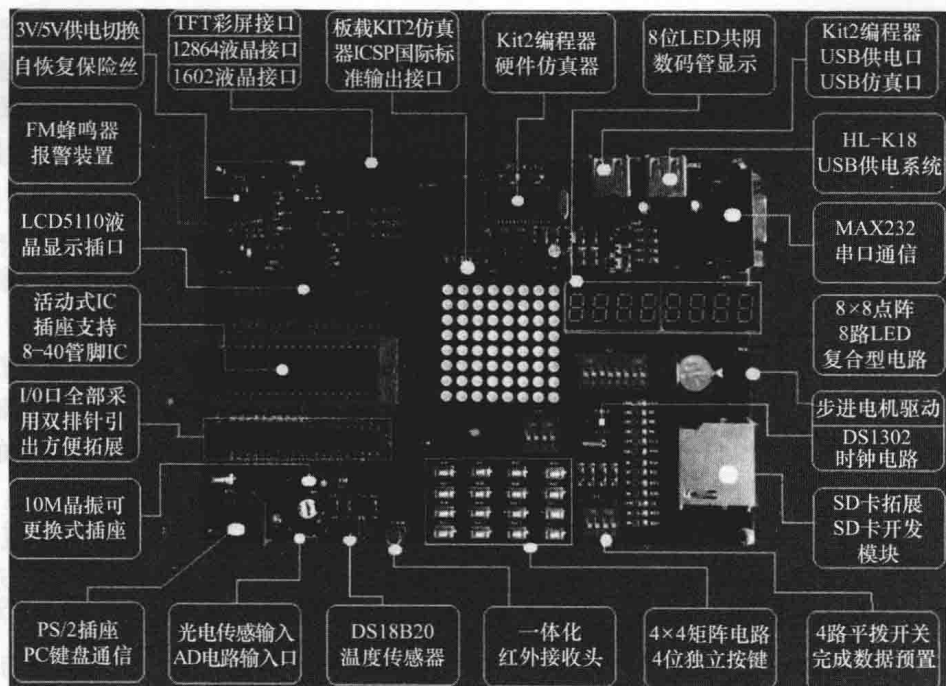 3V/5V供电切换
自恢复保险丝
TFT彩屏接口
12864液晶接口
1602液晶接口
板载KIT2仿真
器ICSP国际标
准输出接口
Kit2编程器
硬件仿真器
8位LED共阴
数码管显示
Kit2编程器
USB供电口
USB仿真口
FM蜂鸣器
报警装置
HL-K18
USB供电系统
LCD5110液
晶显示插口
MAX232
串口通信
活动式IC
插座支持
8-40管脚IC
8×8点阵
8路LED
复合型电路
I/0口全部采
用双排针引
出方便拓展
步进电机驱动
DS1302
时钟电路
10M晶振可
更换式插座
SD卡拓展
SD卡开发
模块
PS/2插座
PC键盘通信
光电传感输入
AD电路输入口
DS18B20
温度传感器
一体化
红外接收头
4×4矩阵电路
4位独立按键
4路平拨开关
完成数据预置